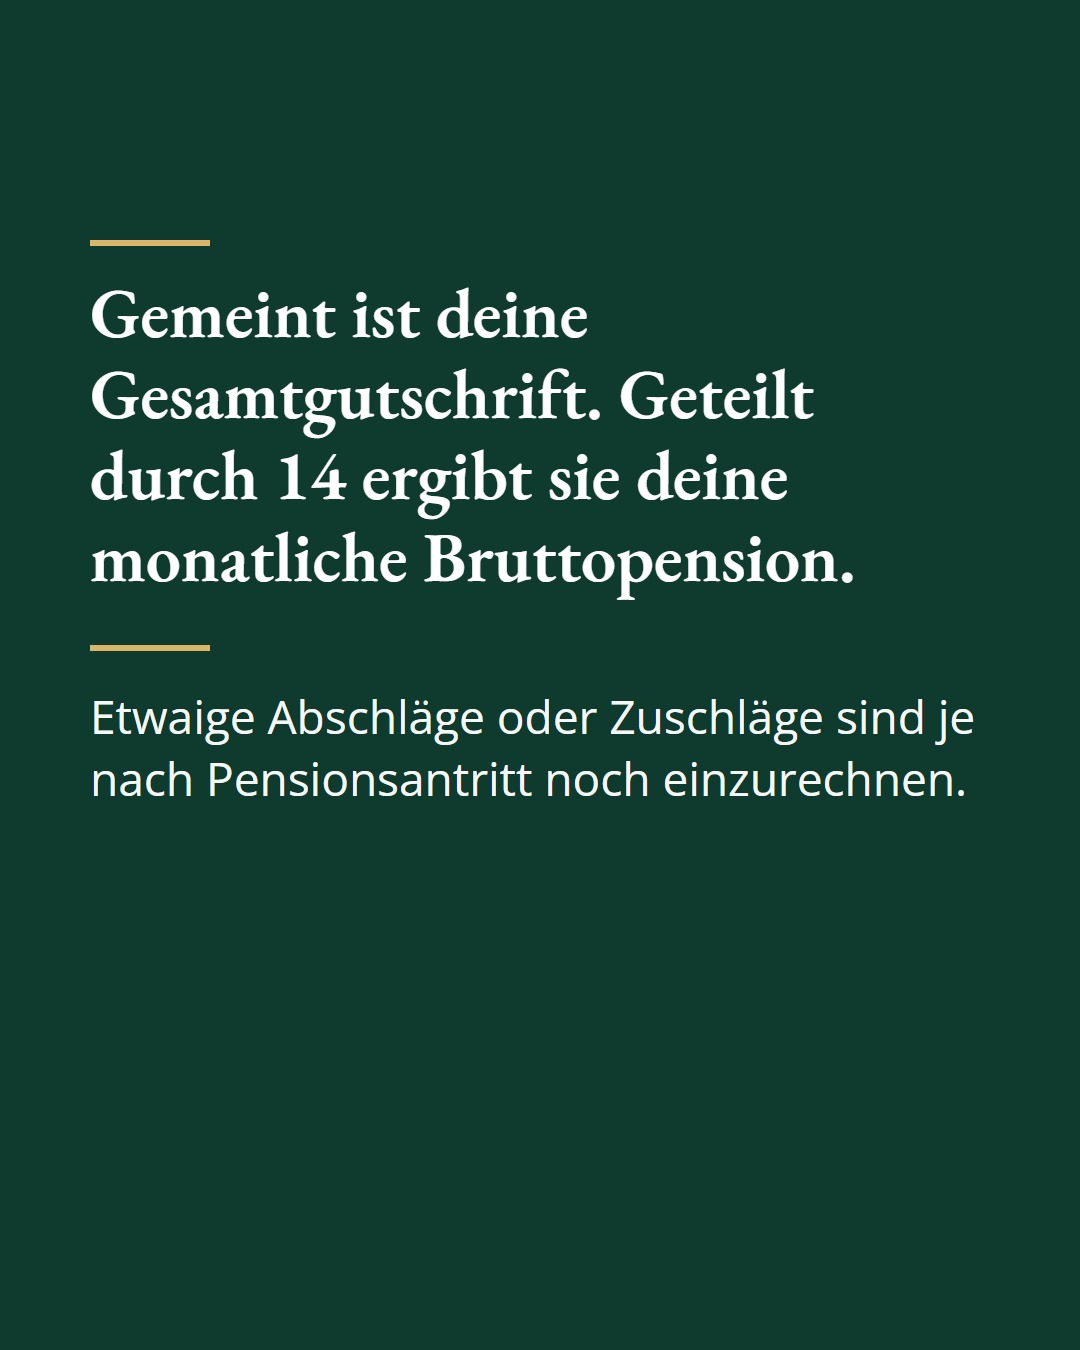 Gemeint ist deine
Gesamtgutschrift. Geteilt
durch 14 ergibt sie deine
monatliche Bruttopension.
Etwaige Abschläge oder Zuschläge sind je
nach Pensionsantritt noch einzurechnen.